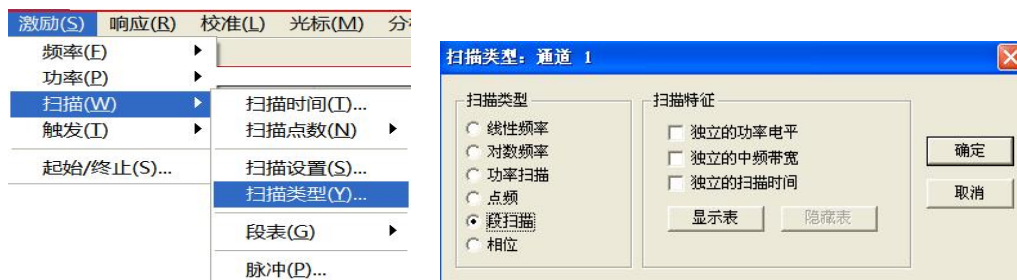 激励(S) 响应(R) 校准(L) 光标(M) 分
频率(F)
功率(P)
扫描(W)
触发(T)
起始/终止(S)...
扫描时间(T)...
扫描点数(N)
扫描设置(S)...
扫描类型(Y)...
段表(G)
脉冲(P)...
扫描类型：通道 1
扫描类型
线性频率
对数频率
功率扫描
点频
段扫描
相位
扫描特征
独立的功率电平
独立的中频带宽
独立的扫描时间
显示表 隐藏表
确定
取消